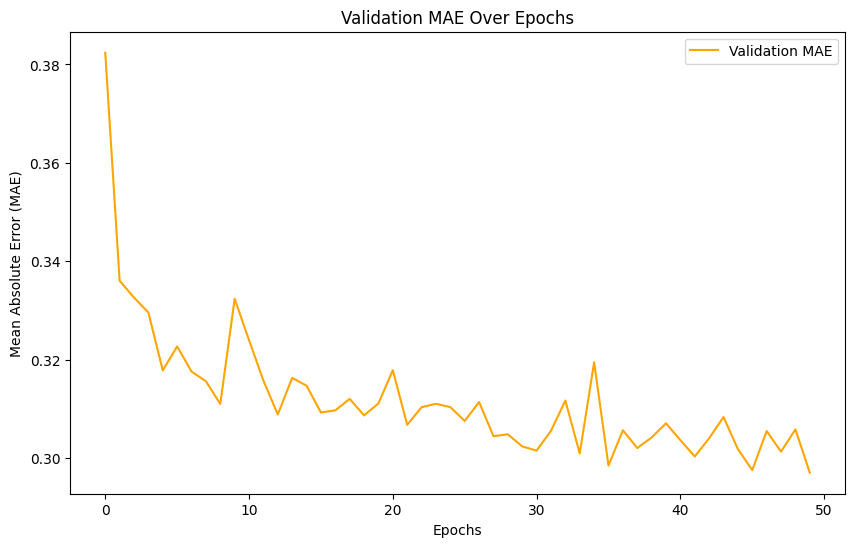 Validation MAE Over Epochs
Validation MAE
Mean Absolute Error (MAE)
0.38
0.36
0.34
0.32
0.30
0
10
20
30
40
50
Epochs